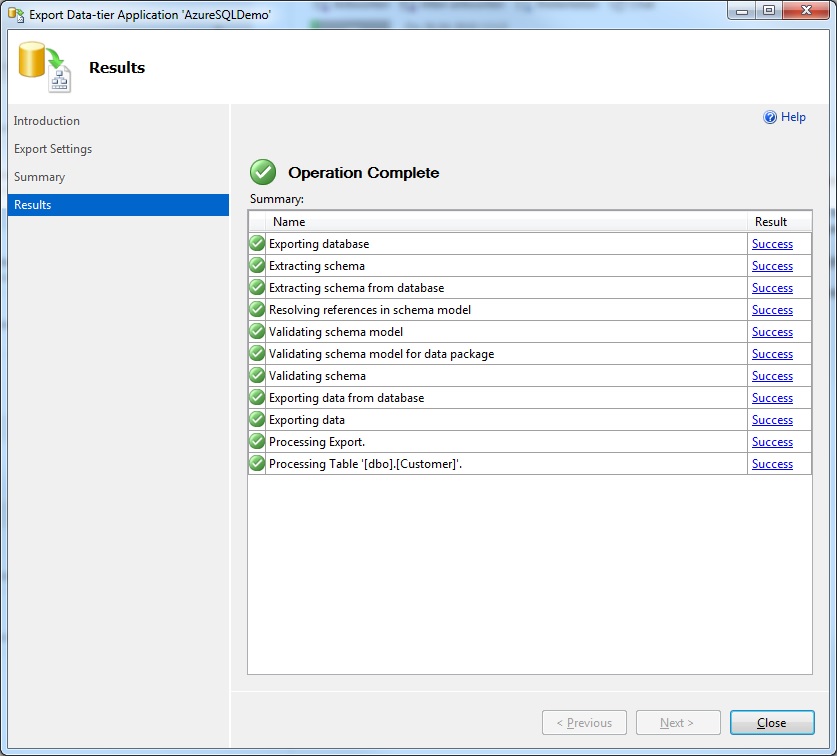 Export Data-tier Application 'AzureSQLDemo'
Results
Introduction
Export Settings
Summary
Results
Help
Operation Complete
Summary:
Name Result
Exporting database Success
Extracting schema Success
Extracting schema from database Success
Resolving references in schema model Success
Validating schema model Success
Validating schema model for data package Success
Validating schema Success
Exporting data from database Success
Exporting data Success
Processing Export. Success
Processing Table '[dbo].[Customer]'. Success
< Previous Next > Close